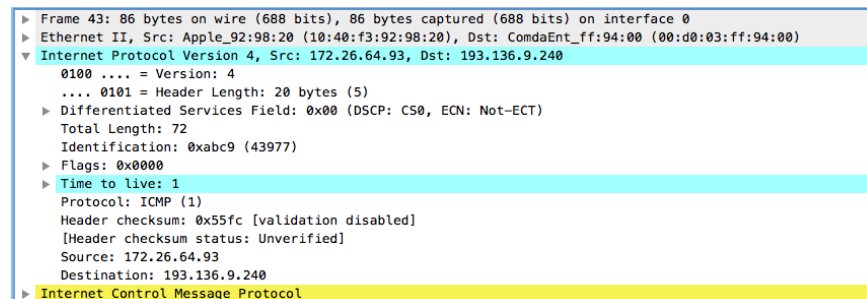 Frame 43: 86 bytes on wire (688 bits), 86 bytes captured (688 bits) on interface 0
Ethernet II, Src: Apple_92:98:20 (10:40:f3:92:98:20), Dst: ComdaEnt_ff:94:00 (00:d0:03:ff:94:00)
Internet Protocol Version 4, Src: 172.26.64.93, Dst: 193.136.9.240
0100 .... = Version: 4
.... 0101 = Header Length: 20 bytes (5)
Differentiated Services Field: 0x00 (DSCP: CS0, ECN: Not-ECT)
Total Length: 72
Identification: 0xabc9 (43977)
Flags: 0x0000
Time to live: 1
Protocol: ICMP (1)
Header checksum: 0x55fc [validation disabled]
[Header checksum status: Unverified]
Source: 172.26.64.93
Destination: 193.136.9.240
Internet Control Message Protocol